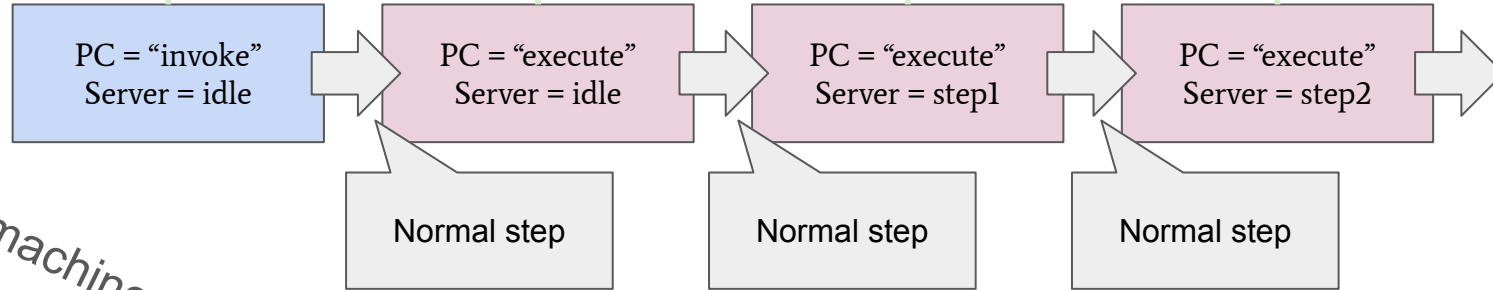 PC = “invoke”
Server = idle
PC = “execute”
Server = idle
PC = “execute”
Server = step1
PC = “execute”
Server = step2
Normal step
Normal step
Normal step
machine